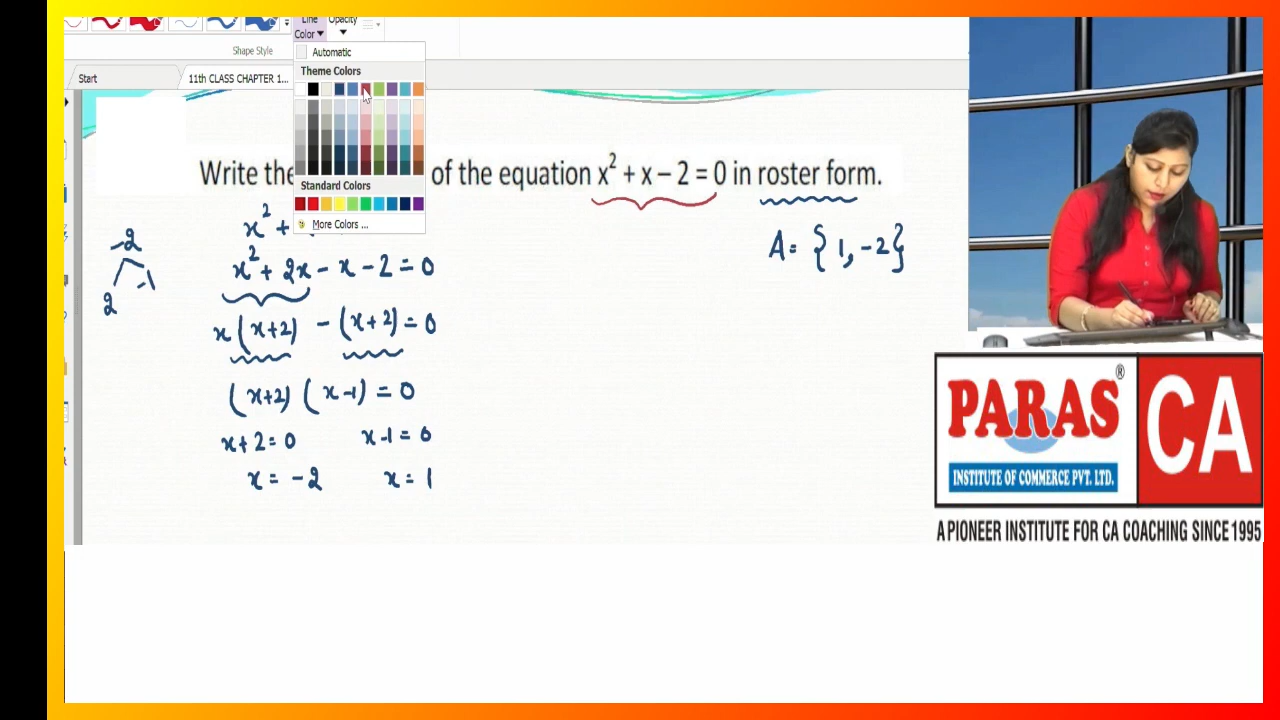 Line
Color
Opacity
Shape Style
Automatic
Start
11th CLASS CHAPTER 1...
Theme Colors
Standard Colors
More Colors ...
Write the of the equation x² + x – 2 = 0 in roster form.
x² +
x² + 2x - x - 2 = 0
x (x+2) - (x+2) = 0
(x+2) (x-1) = 0
x+2=0 x-1=0
x = -2 x = 1
-2
2 -1
A = {1, -2}
PARAS®
INSTITUTE OF COMMERCE PVT. LTD.
CA
A PIONEER INSTITUTE FOR CA COACHING SINCE 1995